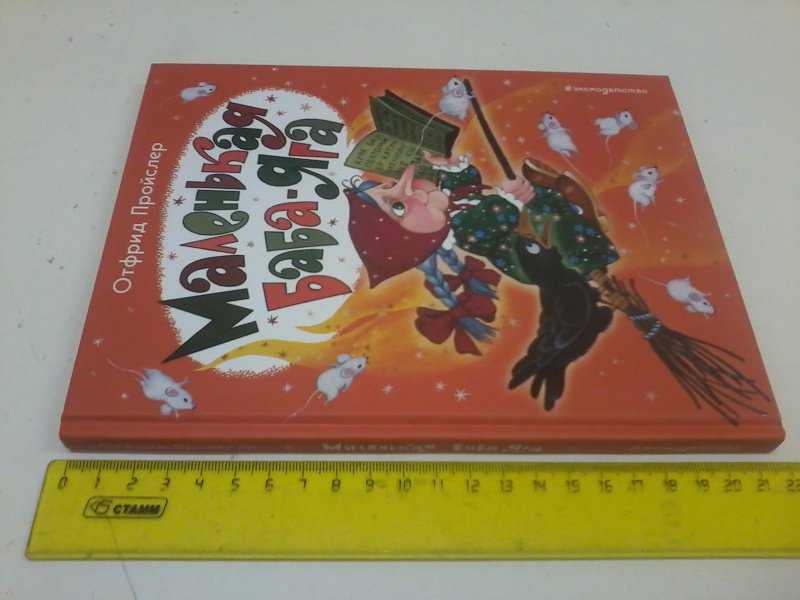 #эксмодетство
Отфрид Пройслер
Маленькая
Баба-яга
Маленькая Баба-яга
0 1 2 3 4 5 6 7 8 9 10 11 12 13 14 15 16 17 18 19 20 21 22
СТАММ